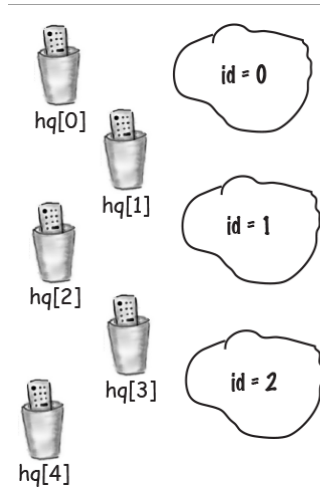 hq[0]
id = 0
hq[1]
id = 1
hq[2]
hq[3]
id = 2
hq[4]